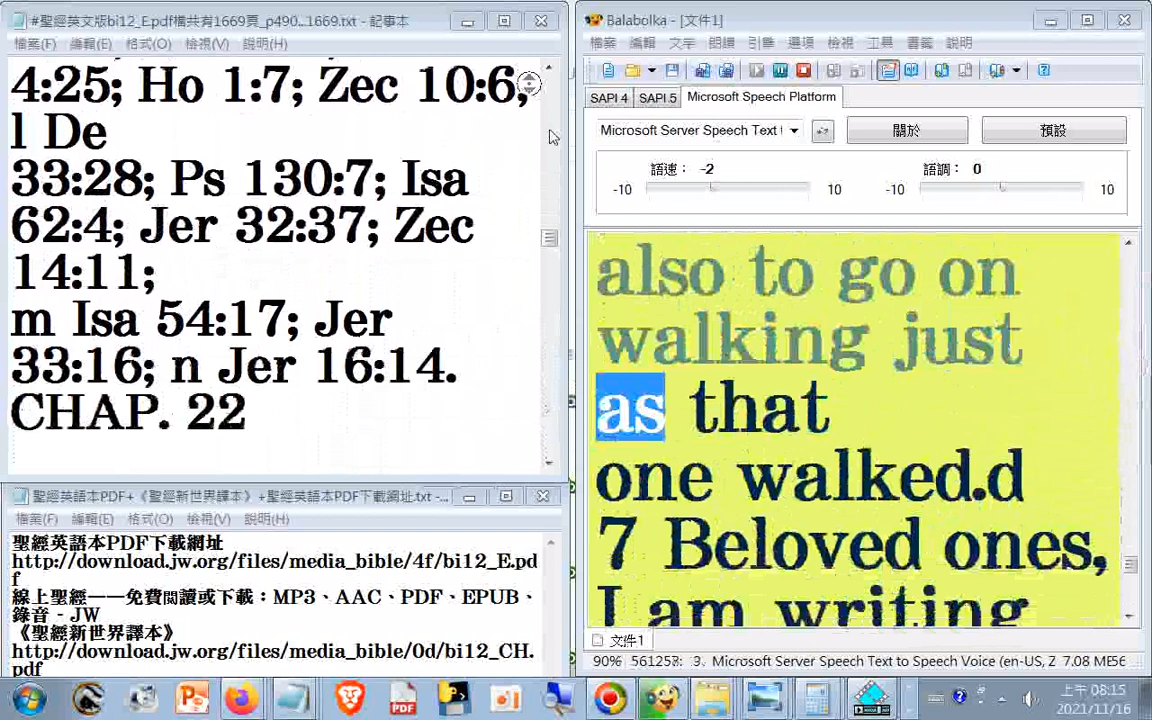 #聖經英文版bi12_E.pdf構共有1669頁_p490...1669.txt - 記事本
檔案(F) 編輯(E) 格式(O) 檢視(V) 說明(H)
4:25; Ho 1:7; Zec 10:6,
l De
33:28; Ps 130:7; Isa
62:4; Jer 32:37; Zec
14:11;
m Isa 54:17; Jer
33:16; n Jer 16:14.
CHAP. 22
聖經英語本PDF+《聖經新世界譯本》+聖經英語本PDF下載網址.txt -...
檔案(F) 編輯(E) 格式(O) 檢視(V) 說明(H)
聖經英語本PDF下載網址
http://download.jw.org/files/media_bible/4f/bi12_E.pd
f
線上聖經——免費閱讀或下載：MP3、AAC、PDF、EPUB、
錄音 - JW
《聖經新世界譯本》
http://download.jw.org/files/media_bible/0d/bi12_CH.
pdf
Balabolka - [文件1]
檔案 編輯 文字 朗讀 引擎 選項 檢視 工具 書籤 說明
SAPI 4 SAPI 5 Microsoft Speech Platform
Microsoft Server Speech Text 關於 預設
語速： -2 語調： 0
-10 10 -10 10
also to go on
walking just
as that
one walked.d
7 Beloved ones,
I am writing
文件1
90% 3. Microsoft Server Speech Text to Speech Voice (en-US, Z 7.08 ME
上午 08:15
2021/11/16